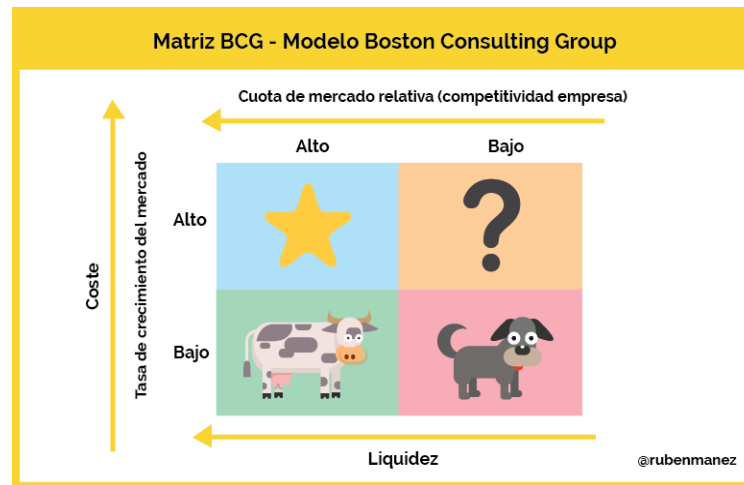 Matriz BCG - Modelo Boston Consulting Group
Cuota de mercado relativa (competitividad empresa)
Alto
Bajo
Coste
Tasa de crecimiento del mercado
Alto
?
Bajo
Liquidez
@rubenmanez